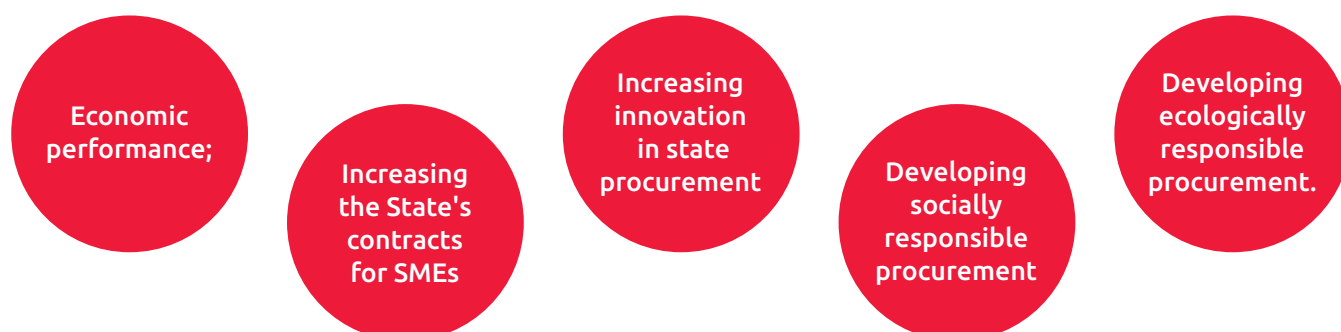 Economic
performance;
Increasing
the State's
contracts
for SMEs
Increasing
innovation
in state
procurement
Developing
socially
responsible
procurement
Developing
ecologically
responsible
procurement.